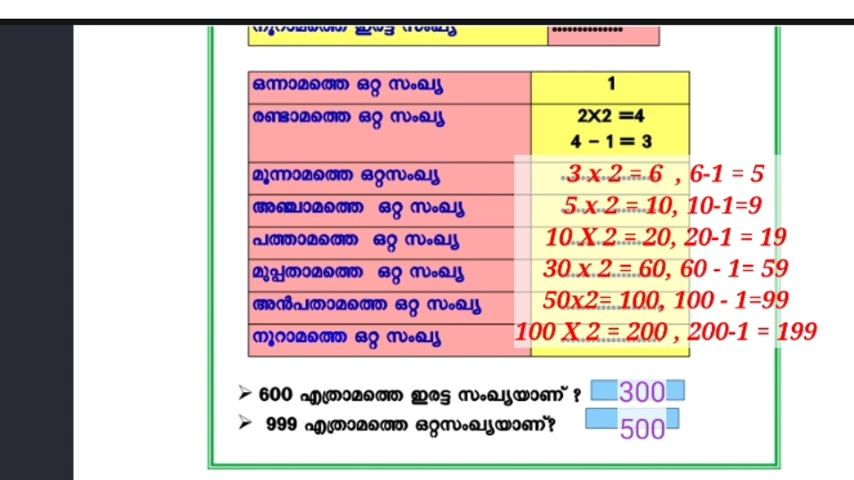 നൂറാമത്തെ ഇരട്ട സംഖ്യ ..............
ഒന്നാമത്തെ ഒറ്റ സംഖ്യ 1
രണ്ടാമത്തെ ഒറ്റ സംഖ്യ 2X2 =4
4 – 1 = 3
മൂന്നാമത്തെ ഒറ്റസംഖ്യ 3 x 2 = 6 , 6-1 = 5
അഞ്ചാമത്തെ ഒറ്റ സംഖ്യ 5 x 2 = 10, 10-1=9
പത്താമത്തെ ഒറ്റ സംഖ്യ 10 X 2 = 20, 20-1 = 19
മുപ്പതാമത്തെ ഒറ്റ സംഖ്യ 30 x 2 = 60, 60 - 1= 59
അൻപതാമത്തെ ഒറ്റ സംഖ്യ 50x2= 100, 100 - 1=99
നൂറാമത്തെ ഒറ്റ സംഖ്യ 100 X 2 = 200 , 200-1 = 199
➢ 600 എത്രാമത്തെ ഇരട്ട സംഖ്യയാണ് ? 300
➢ 999 എത്രാമത്തെ ഒറ്റസംഖ്യയാണ്? 500